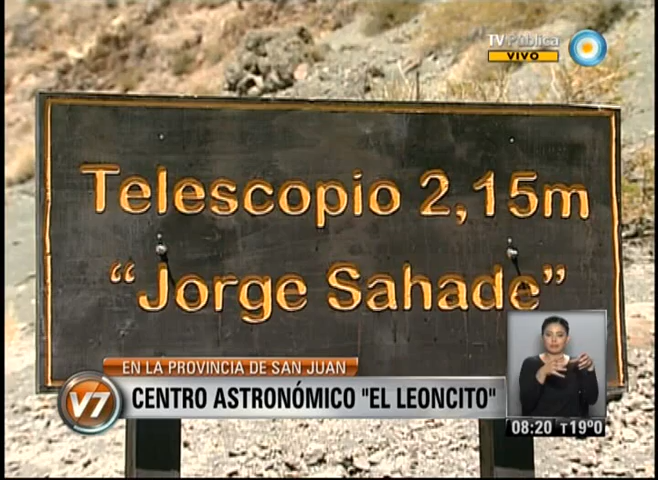 TV Pública
VIVO
Telescopio 2,15m
"Jorge Sahade"
EN LA PROVINCIA DE SAN JUAN
V7
CENTRO ASTRONÓMICO "EL LEONCITO"
08:20 T19º